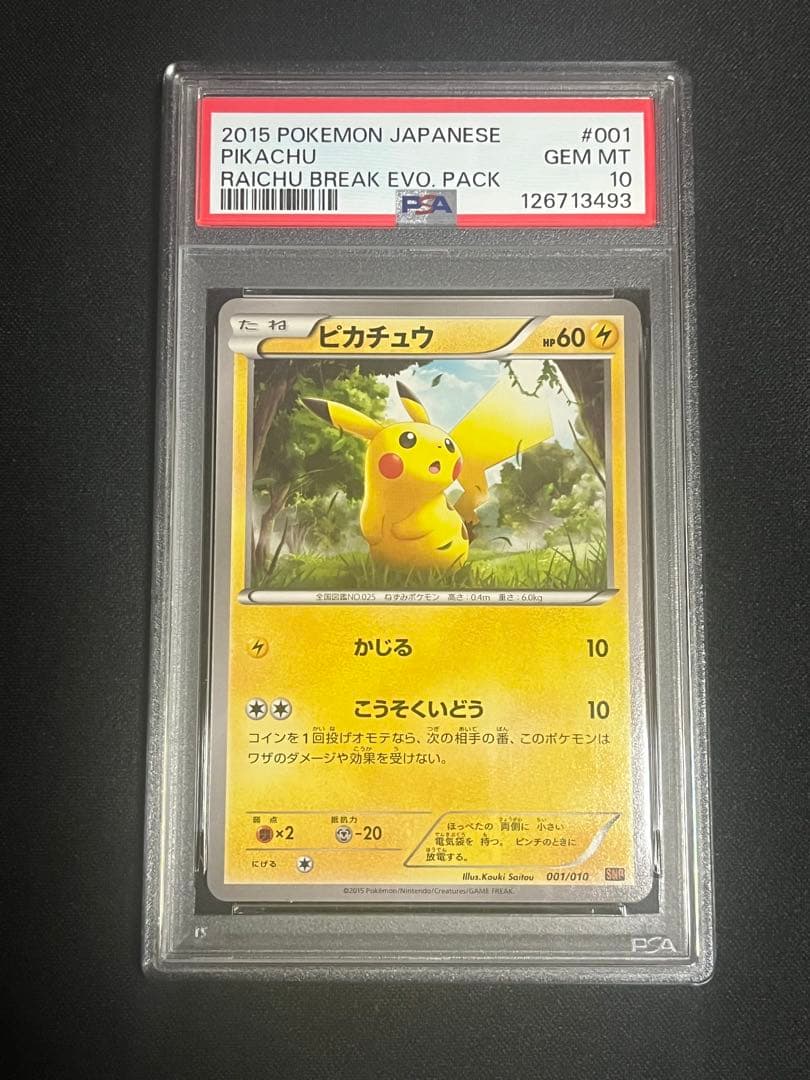 2015 POKEMON JAPANESE #001
PIKACHU GEM MT
RAICHU BREAK EVO. PACK 10
PSA 126713493
たね ピカチュウ HP60
全国図鑑NO.025 ねずみポケモン 高さ:0.4m 重さ:6.0kg
かじる 10
こうそくいどう 10
コインを1回投げオモテなら、次の相手の番、このポケモンは
ワザのダメージや効果を受けない。
弱点 抵抗力
×2 -20
にげる
ほっぺたの 両側に 小さい
電気袋を 持つ。 ピンチのときに
放電する。
Illus.Kouki Saitou 001/010
©2015 Pokémon/Nintendo/Creatures/GAME FREAK.
PSA